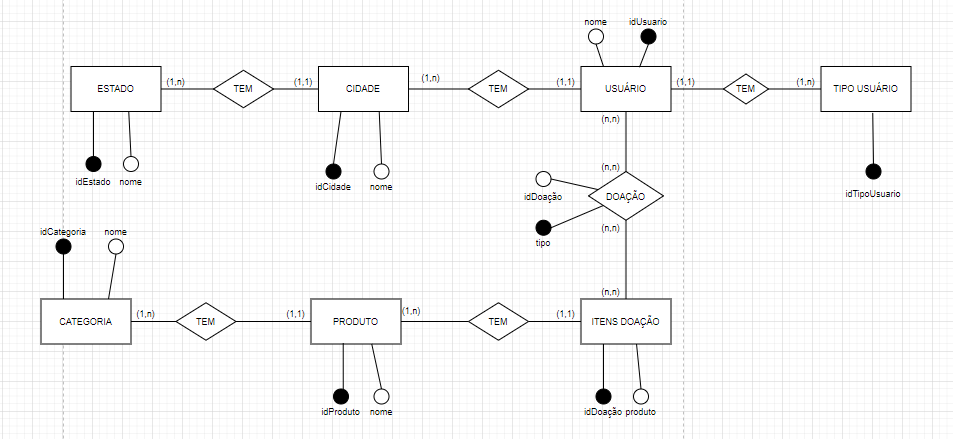 nome idUsuario
(1,n) (1,1) (1,n) (1,1) (1,1) (1,n)
ESTADO TEM CIDADE TEM USUÁRIO TEM TIPO USUÁRIO
(n,n)
(n,n)
idEstado nome idCidade nome idDoação DOAÇÃO idTipoUsuario
idCategoria nome tipo (n,n)
(n,n)
(1,n) (1,1) (1,n) (1,1)
CATEGORIA TEM PRODUTO TEM ITENS DOAÇÃO
idProduto nome idDoação produto